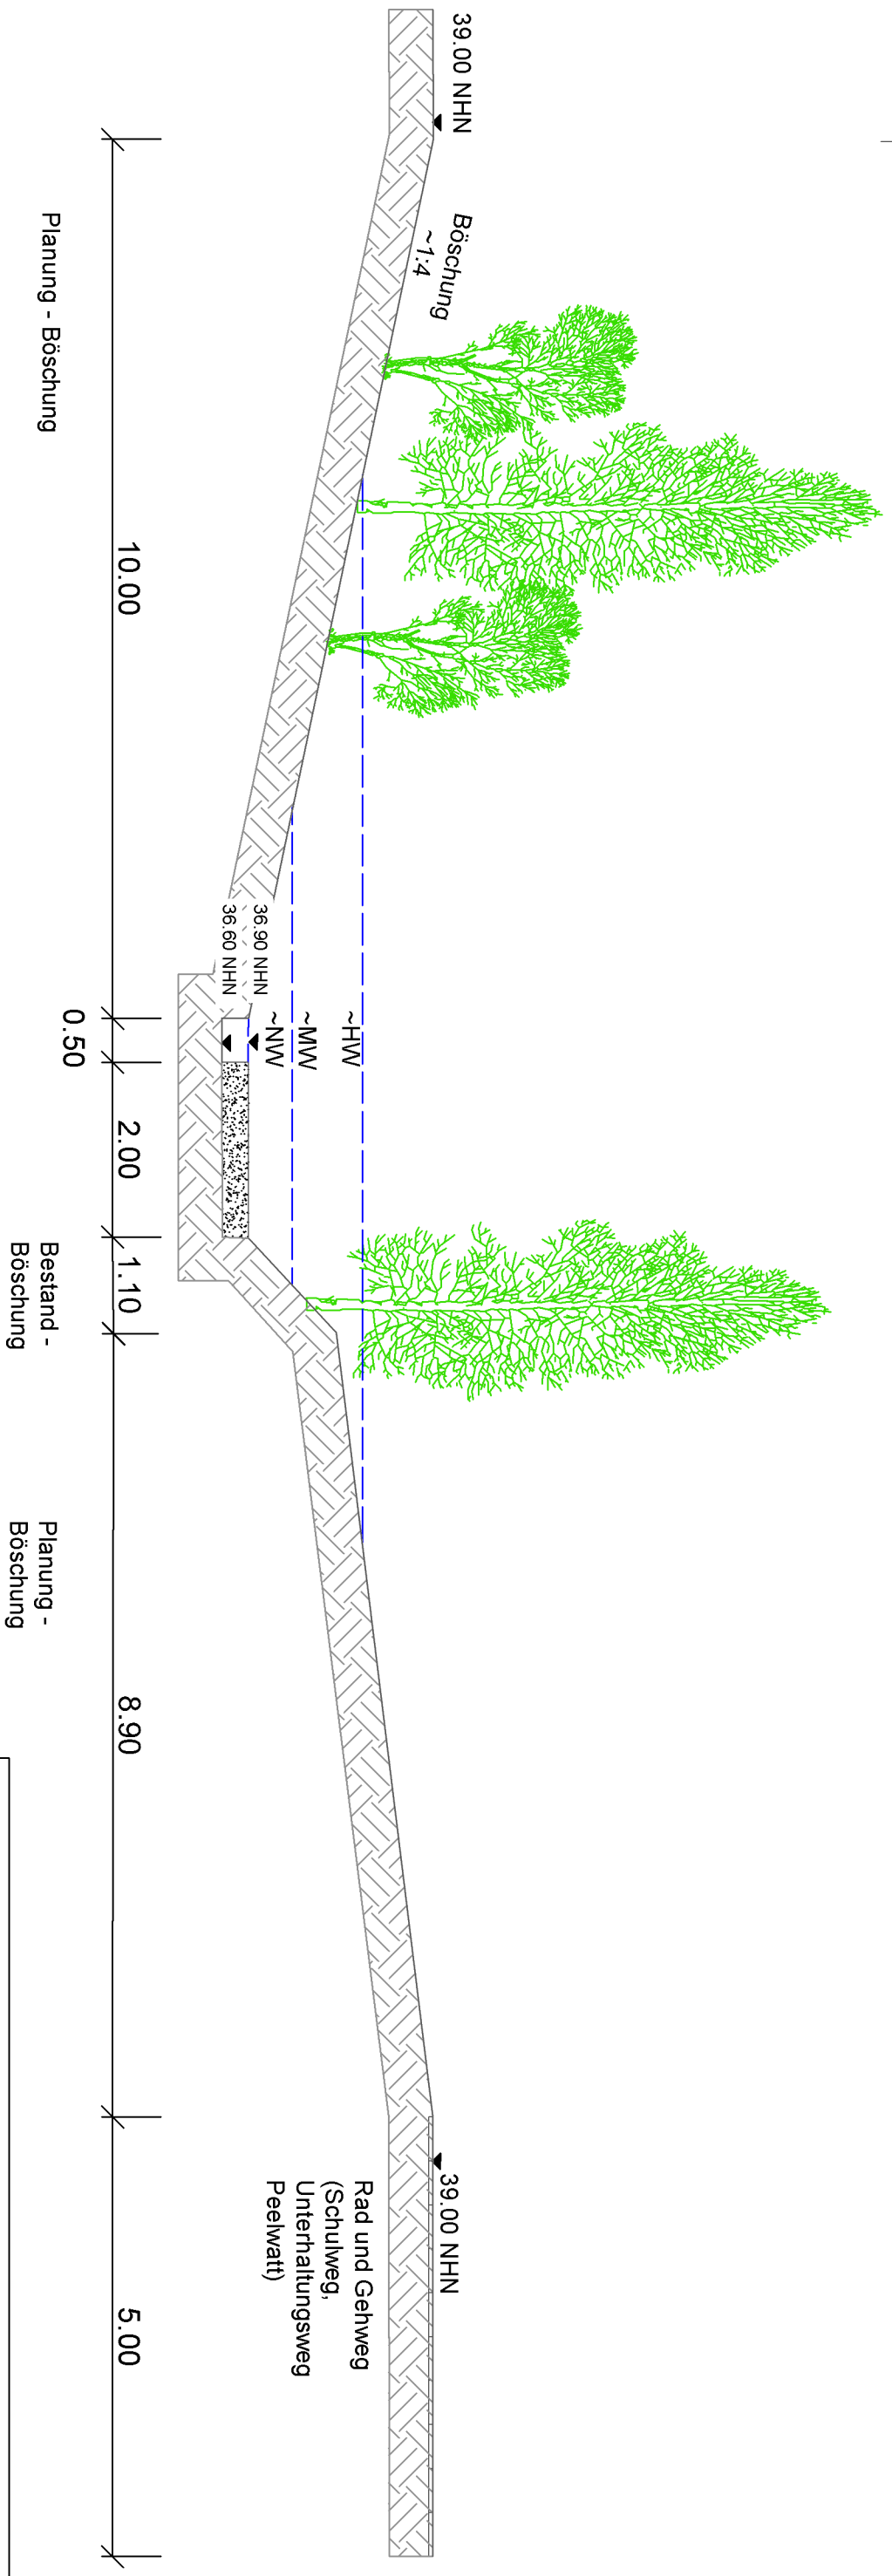 39.00 NHN
Böschung
~1:4
36.90 NHN
36.60 NHN
~HW
~MW
~NW
39.00 NHN
Rad und Gehweg
(Schulweg,
Unterhaltungsweg
Peelwatt)
10.00
0.50
2.00
1.10
8.90
5.00
Planung - Böschung
Bestand -
Böschung
Planung -
Böschung